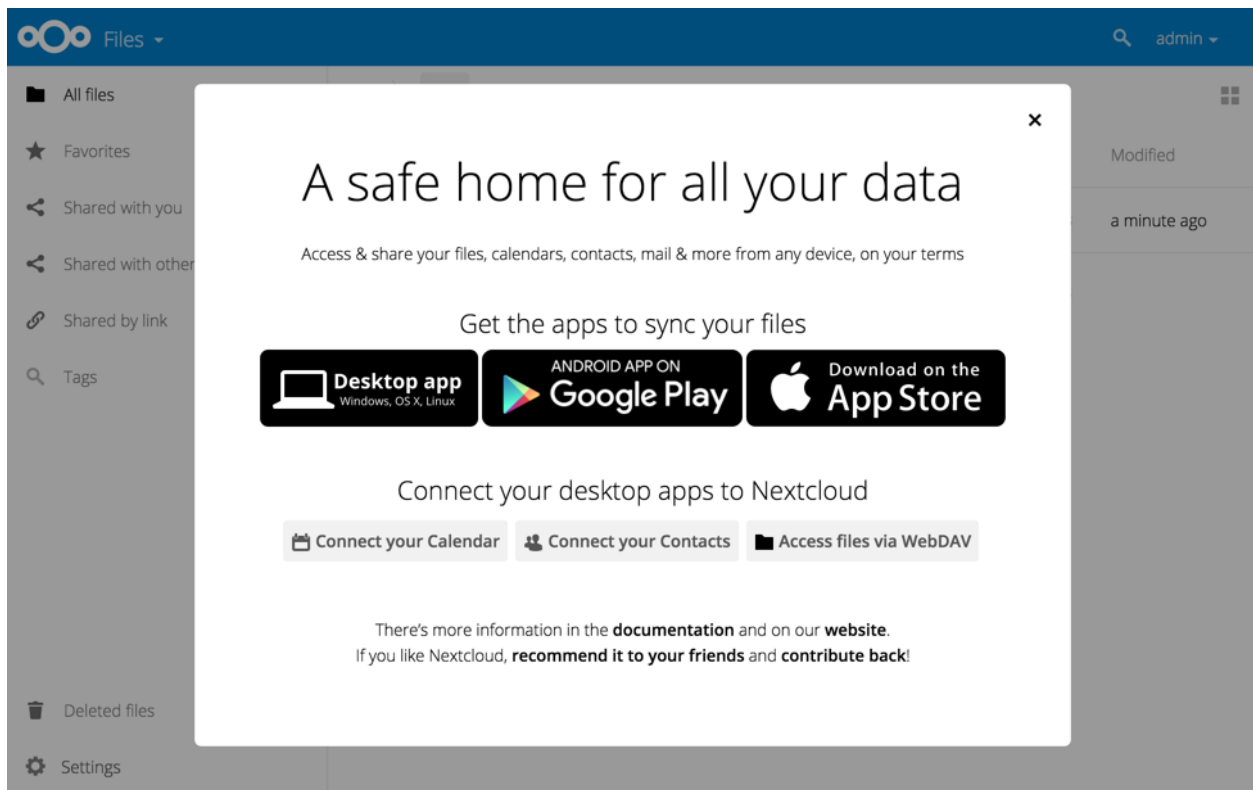 Files
admin
All files
Favorites
Shared with you
Shared with other
Shared by link
Tags
Deleted files
Settings
Modified
a minute ago
A safe home for all your data
Access & share your files, calendars, contacts, mail & more from any device, on your terms
Get the apps to sync your files
Desktop app
Windows, OS X, Linux
ANDROID APP ON
Google Play
Download on the
App Store
Connect your desktop apps to Nextcloud
Connect your Calendar
Connect your Contacts
Access files via WebDAV
There's more information in the documentation and on our website.
If you like Nextcloud, recommend it to your friends and contribute back!